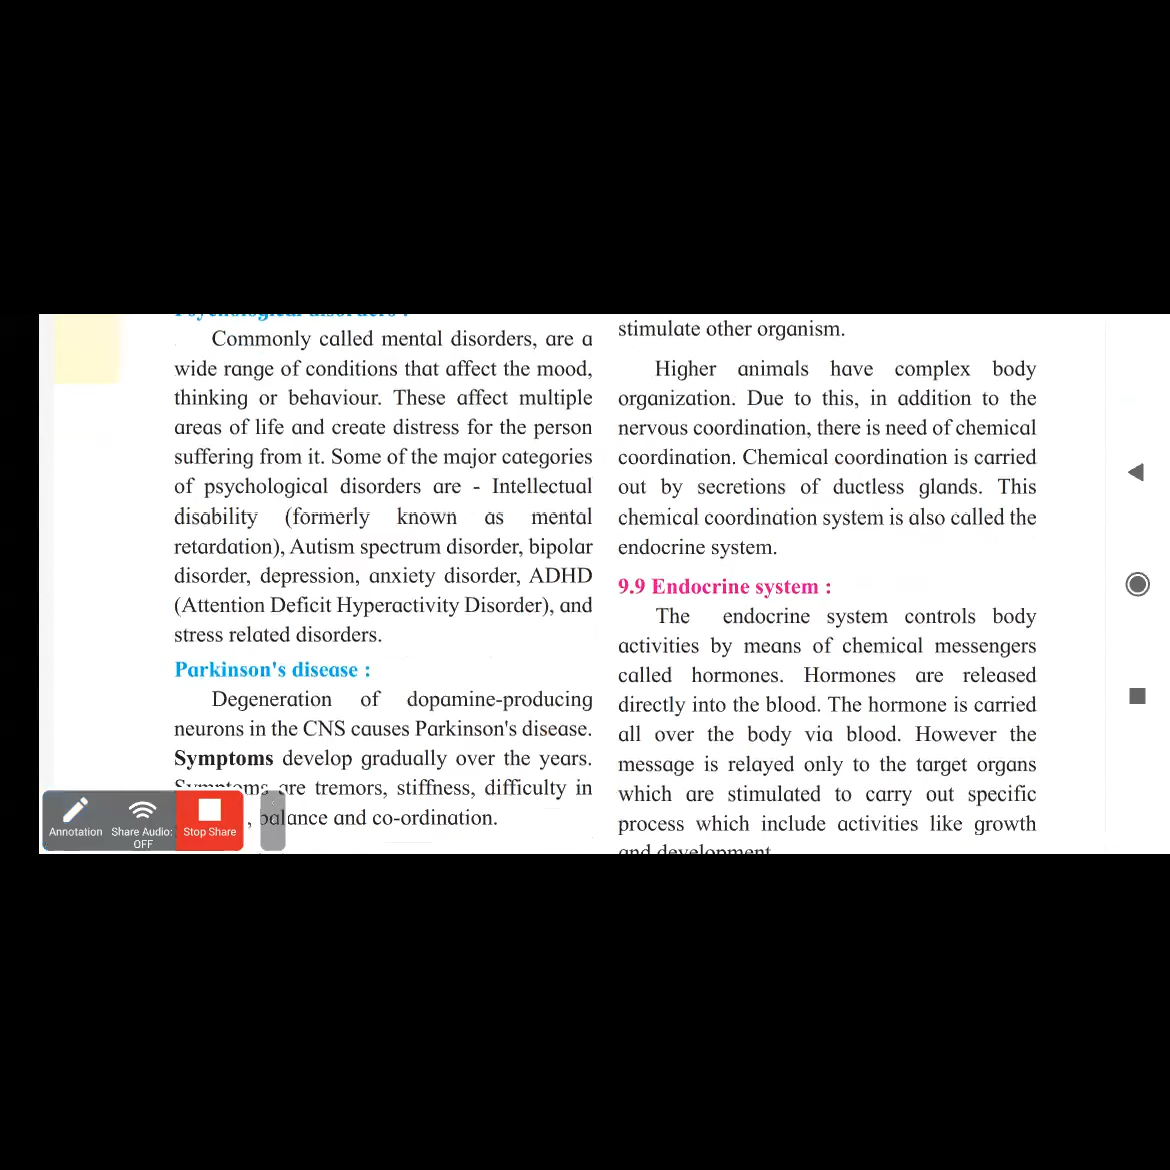 Psychological disorders :
Commonly called mental disorders, are a
wide range of conditions that affect the mood,
thinking or behaviour. These affect multiple
areas of life and create distress for the person
suffering from it. Some of the major categories
of psychological disorders are - Intellectual
disability (formerly known as mental
retardation), Autism spectrum disorder, bipolar
disorder, depression, anxiety disorder, ADHD
(Attention Deficit Hyperactivity Disorder), and
stress related disorders.
Parkinson's disease :
Degeneration of dopamine-producing
neurons in the CNS causes Parkinson's disease.
Symptoms develop gradually over the years.
Symptoms are tremors, stiffness, difficulty in
, balance and co-ordination.
stimulate other organism.
Higher animals have complex body
organization. Due to this, in addition to the
nervous coordination, there is need of chemical
coordination. Chemical coordination is carried
out by secretions of ductless glands. This
chemical coordination system is also called the
endocrine system.
9.9 Endocrine system :
The endocrine system controls body
activities by means of chemical messengers
called hormones. Hormones are released
directly into the blood. The hormone is carried
all over the body via blood. However the
message is relayed only to the target organs
which are stimulated to carry out specific
process which include activities like growth
and development
Annotation
Share Audio:
OFF
Stop Share